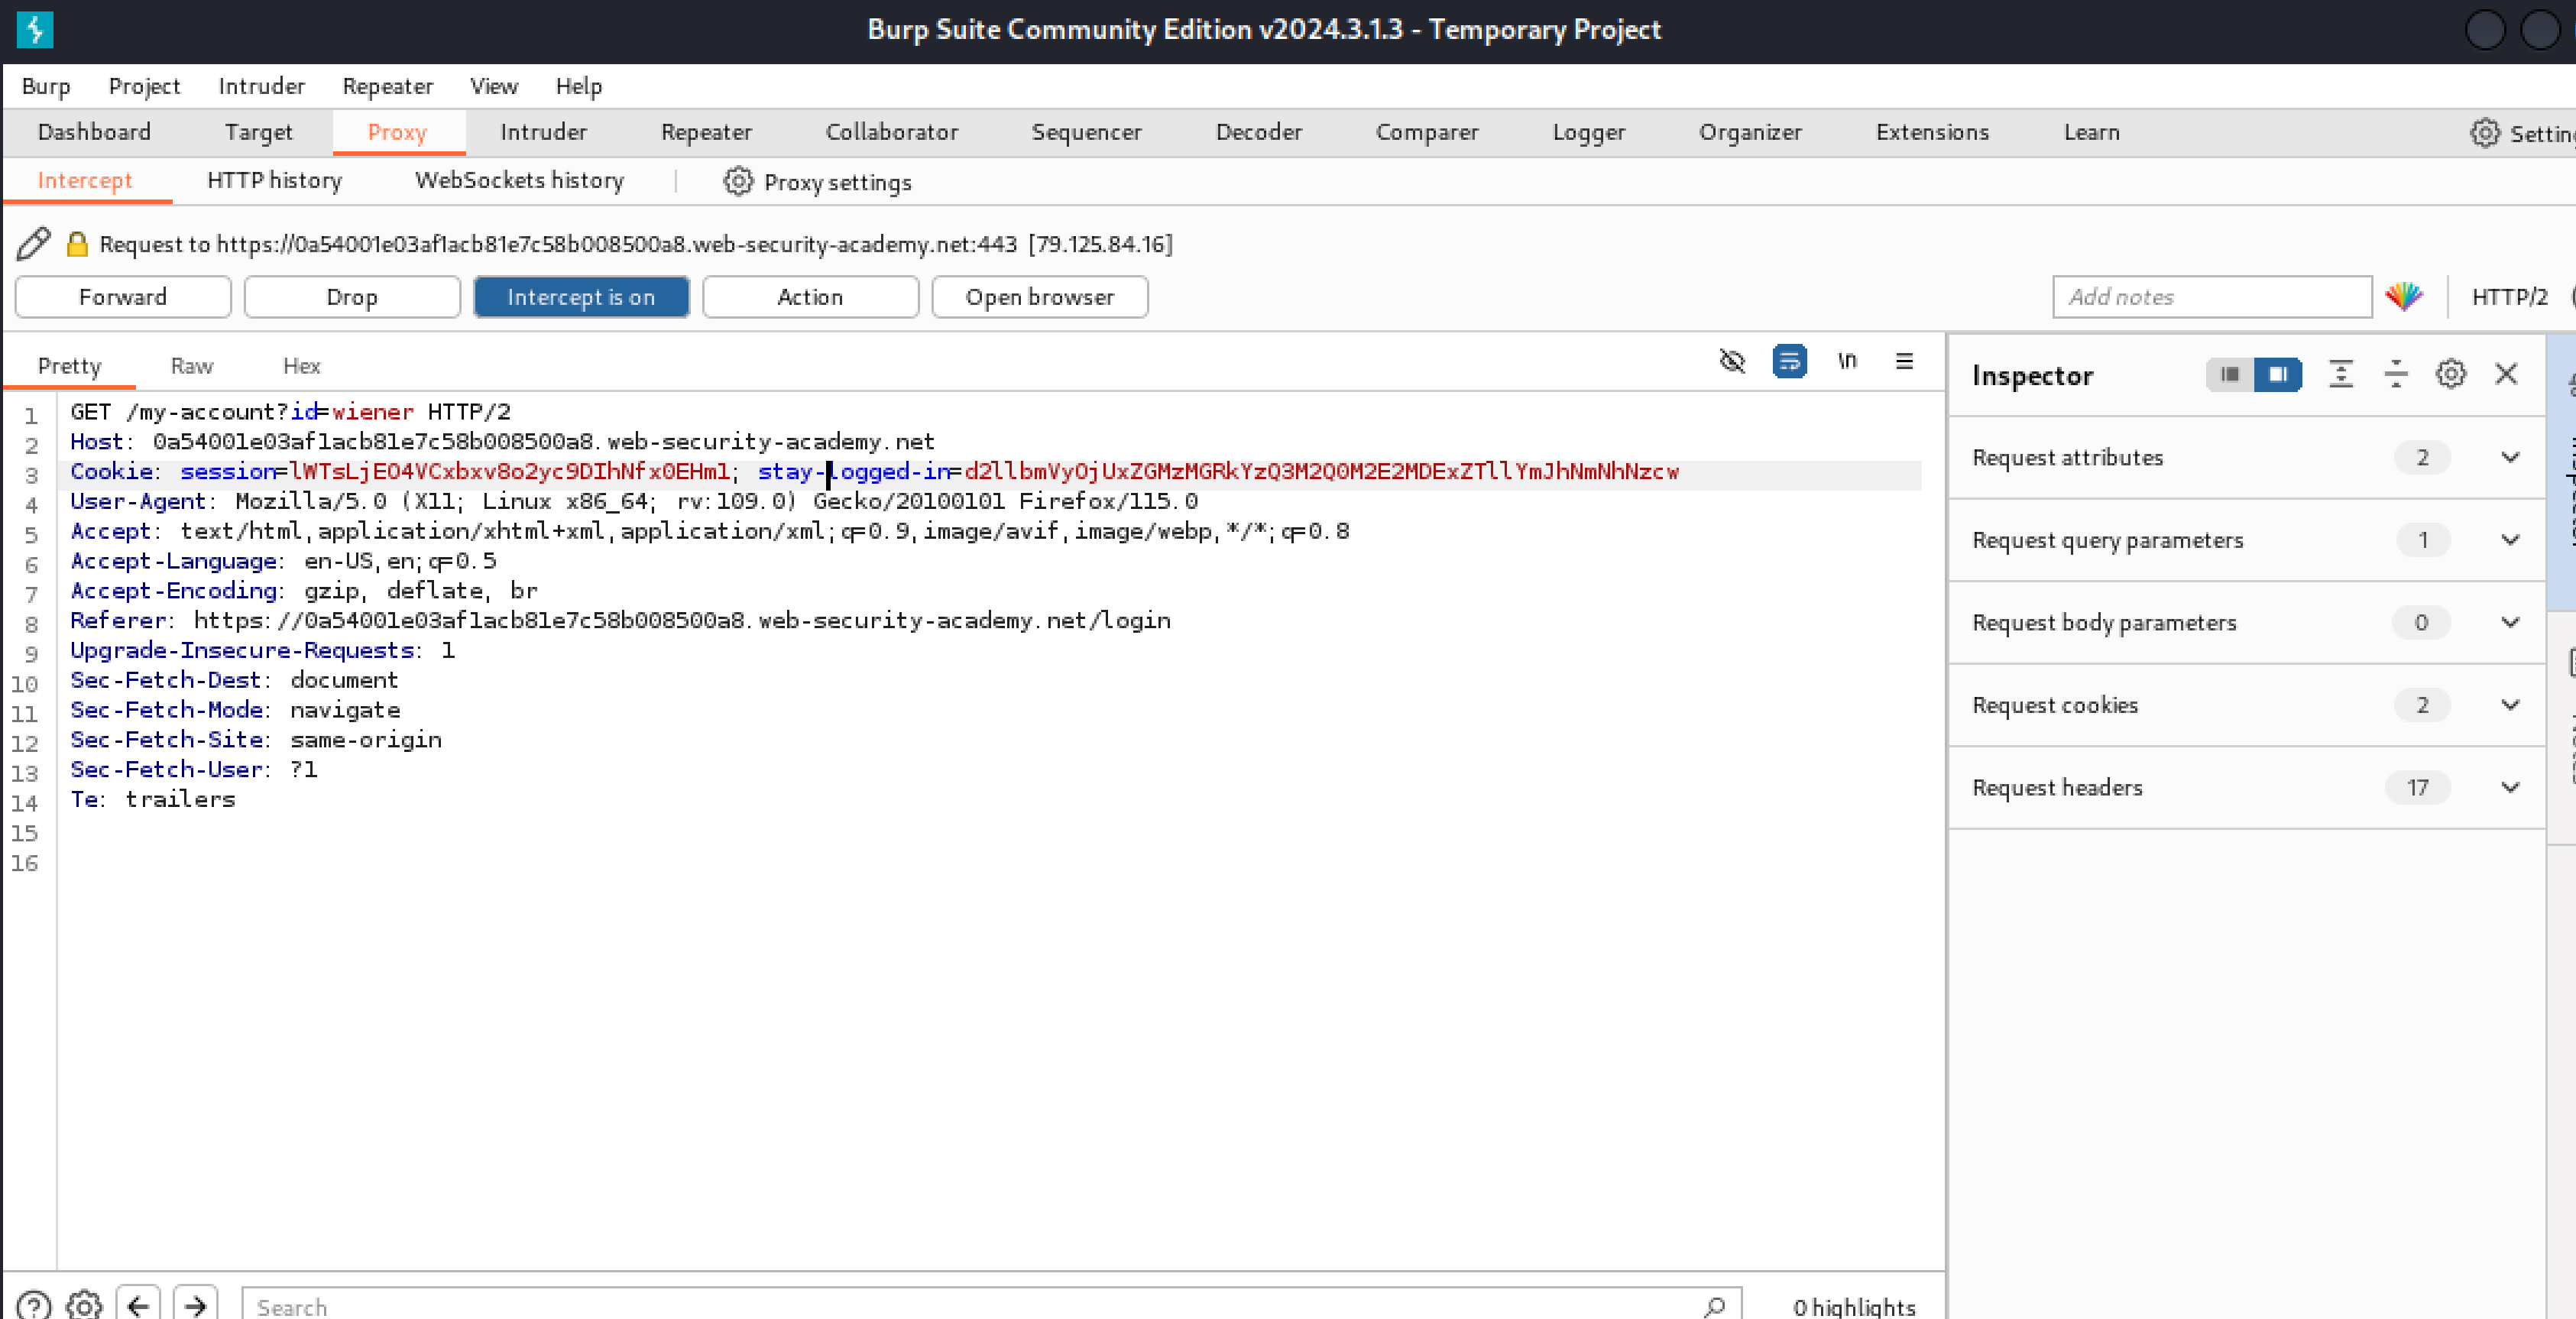 Burp Suite Community Edition v2024.3.1.3 - Temporary Project
Burp Project Intruder Repeater View Help
Dashboard Target Proxy Intruder Repeater Collaborator Sequencer Decoder Comparer Logger Organizer Extensions Learn
Intercept HTTP history WebSockets history Proxy settings
Request to https://0a54001e03af1acb81e7c58b008500a8.web-security-academy.net:443 [79.125.84.16]
Forward Drop Intercept is on Action Open browser Add notes HTTP/2
Pretty Raw Hex \n
Inspector
1 GET /my-account?id=wiener HTTP/2
2 Host: 0a54001e03af1acb81e7c58b008500a8.web-security-academy.net
3 Cookie: session=lWTsLjEO4VCxbxv8o2yc9DIhNfx0EHm1; stay-logged-in=d2llbmVyOjUxZGMzMGRkYzQ3M2Q0M2E2MDExZTllYmJhNmNhNzcw
4 User-Agent: Mozilla/5.0 (X11; Linux x86_64; rv:109.0) Gecko/20100101 Firefox/115.0
5 Accept: text/html,application/xhtml+xml,application/xml;q=0.9,image/avif,image/webp,*/*;q=0.8
6 Accept-Language: en-US,en;q=0.5
7 Accept-Encoding: gzip, deflate, br
8 Referer: https://0a54001e03af1acb81e7c58b008500a8.web-security-academy.net/login
9 Upgrade-Insecure-Requests: 1
10 Sec-Fetch-Dest: document
11 Sec-Fetch-Mode: navigate
12 Sec-Fetch-Site: same-origin
13 Sec-Fetch-User: ?1
14 Te: trailers
15
16
Request attributes 2
Request query parameters 1
Request body parameters 0
Request cookies 2
Request headers 17
Search
0 highlights